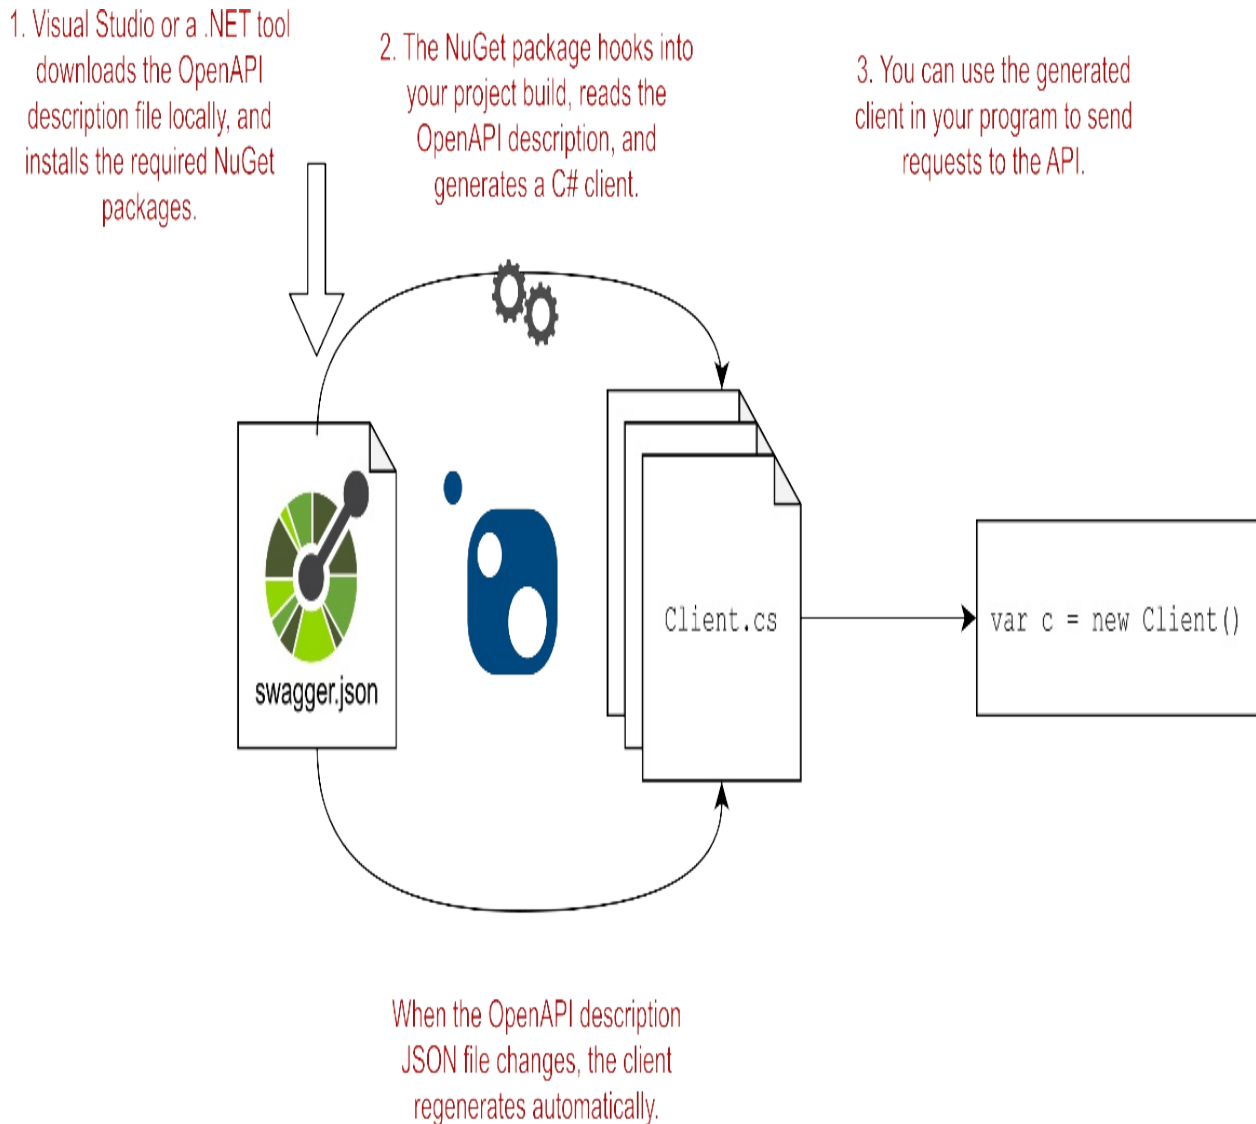 1. Visual Studio or a .NET tool
downloads the OpenAPI
description file locally, and
installs the required NuGet
packages.
2. The NuGet package hooks into
your project build, reads the
OpenAPI description, and
generates a C# client.
3. You can use the generated
client in your program to send
requests to the API.
swagger.json
Client.cs
var c = new Client()
When the OpenAPI description
JSON file changes, the client
regenerates automatically.